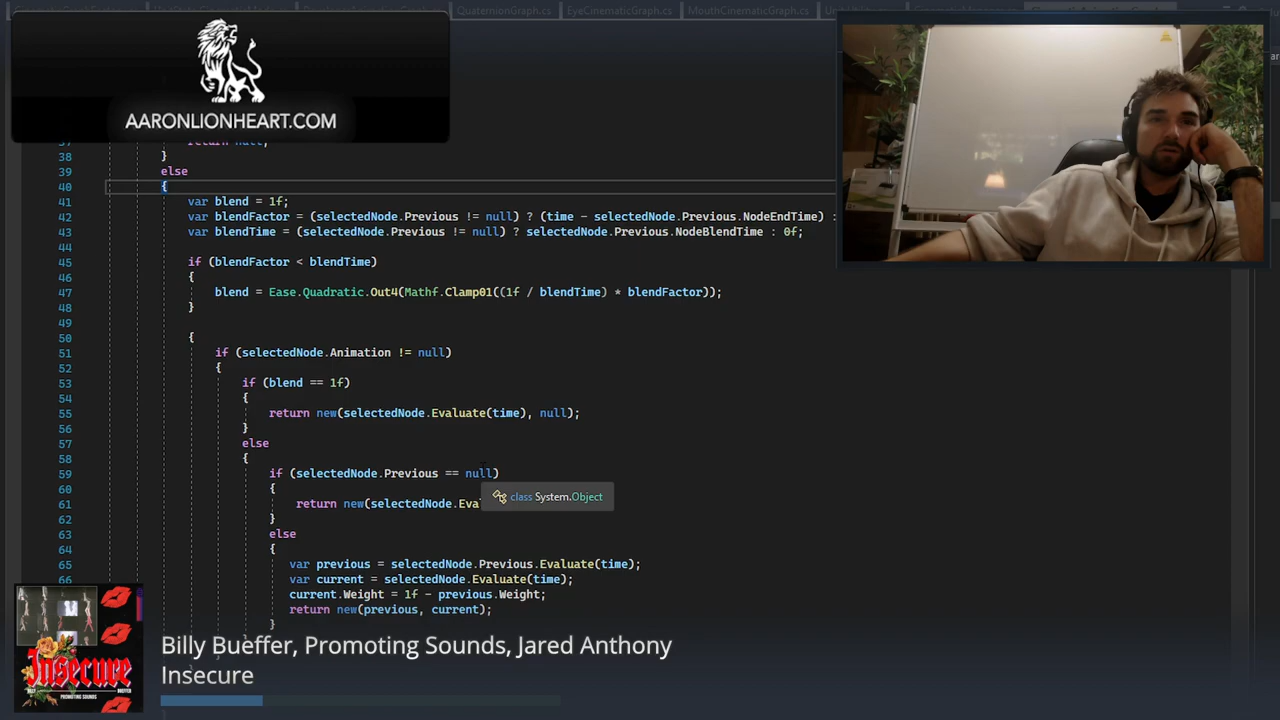 QuaternionGraph.cs EyeCinematicGraph.cs MouthCinematicGraph.cs
AARONLIONHEART.COM
37 return null;
38 }
39 else
40 {
41 var blend = 1f;
42 var blendFactor = (selectedNode.Previous != null) ? (time - selectedNode.Previous.NodeEndTime) :
43 var blendTime = (selectedNode.Previous != null) ? selectedNode.Previous.NodeBlendTime : 0f;
44
45 if (blendFactor < blendTime)
46 {
47 blend = Ease.Quadratic.Out4(Mathf.Clamp01((1f / blendTime) * blendFactor));
48 }
49
50 {
51 if (selectedNode.Animation != null)
52 {
53 if (blend == 1f)
54 {
55 return new(selectedNode.Evaluate(time), null);
56 }
57 else
58 {
59 if (selectedNode.Previous == null)
60 {
class System.Object
61 return new(selectedNode.Eva
62 }
63 else
64 {
65 var previous = selectedNode.Previous.Evaluate(time);
66 var current = selectedNode.Evaluate(time);
current.Weight = 1f - previous.Weight;
return new(previous, current);
}
Insecure
PROMOTING SOUNDS
Billy Bueffer, Promoting Sounds, Jared Anthony
Insecure